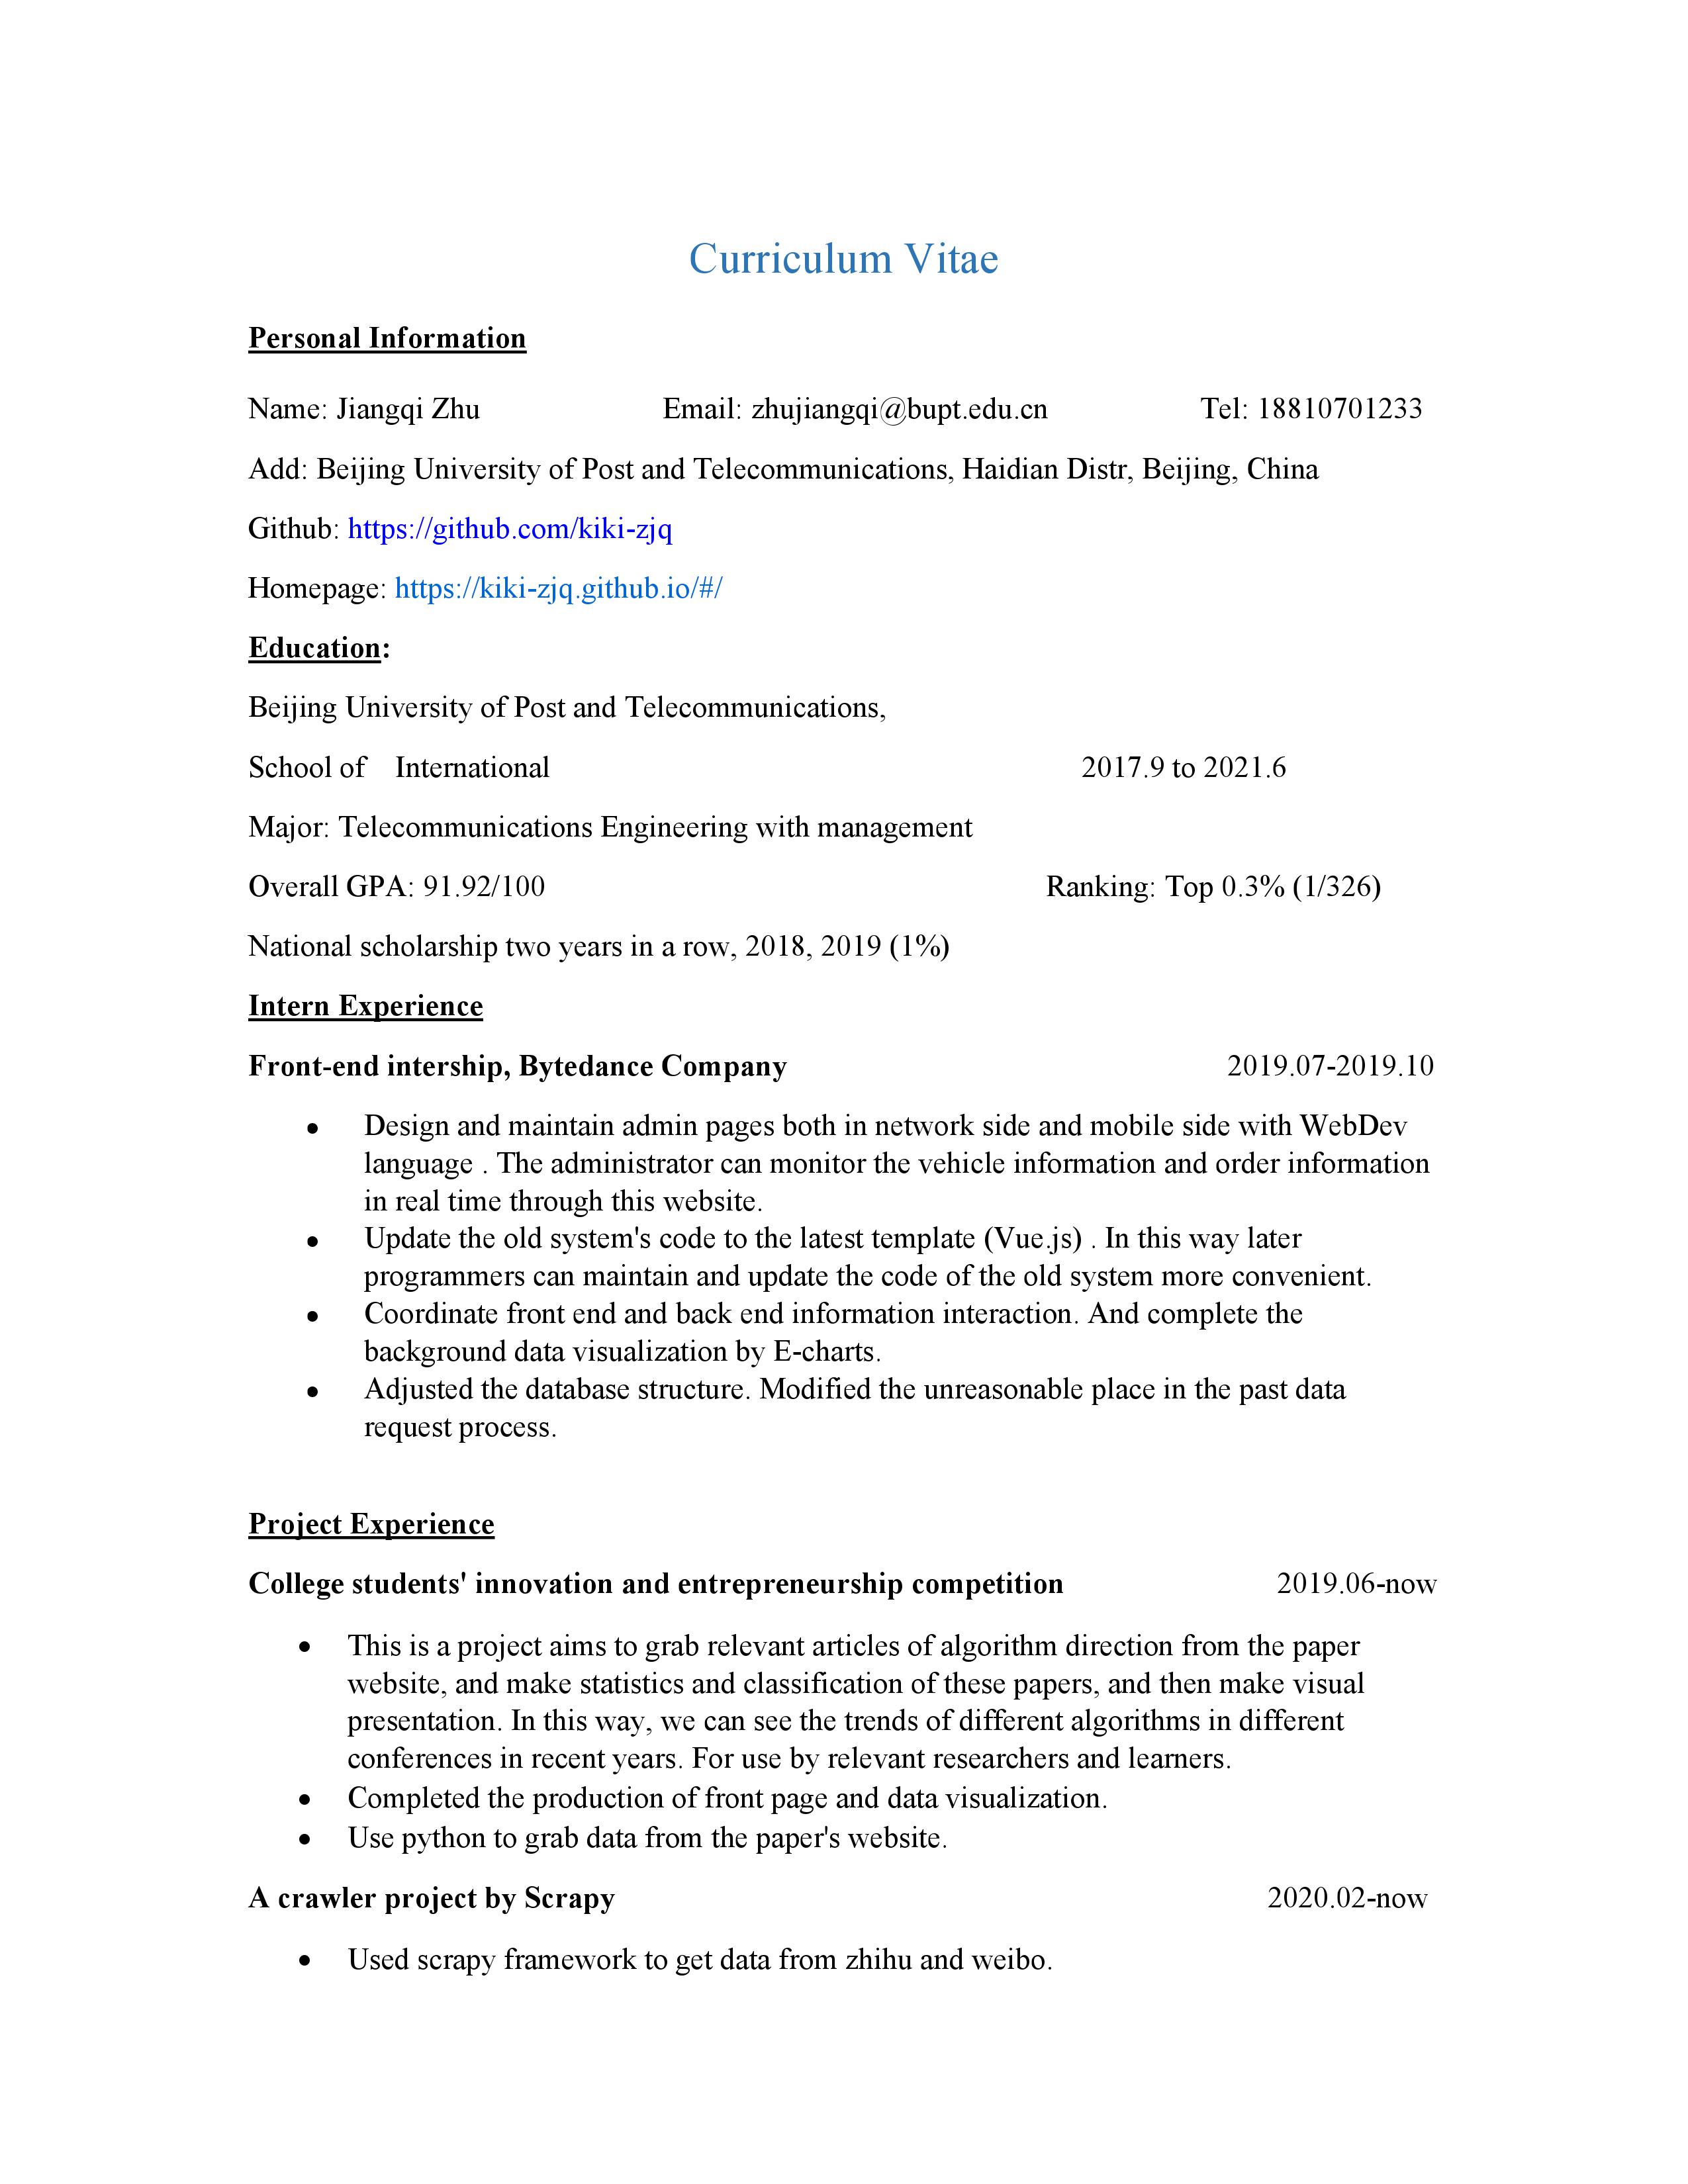 Curriculum Vitae
Personal Information
Name: Jiangqi Zhu Email: zhujiangqi@bupt.edu.cn Tel: 18810701233
Add: Beijing University of Post and Telecommunications, Haidian Distr, Beijing, China
Github: https://github.com/kiki-zjq
Homepage: https://kiki-zjq.github.io/#/
Education:
Beijing University of Post and Telecommunications,
School of International 2017.9 to 2021.6
Major: Telecommunications Engineering with management
Overall GPA: 91.92/100 Ranking: Top 0.3% (1/326)
National scholarship two years in a row, 2018, 2019 (1%)
Intern Experience
Front-end intership, Bytedance Company 2019.07-2019.10
• Design and maintain admin pages both in network side and mobile side with WebDev
language . The administrator can monitor the vehicle information and order information
in real time through this website.
• Update the old system's code to the latest template (Vue.js) . In this way later
programmers can maintain and update the code of the old system more convenient.
• Coordinate front end and back end information interaction. And complete the
background data visualization by E-charts.
• Adjusted the database structure. Modified the unreasonable place in the past data
request process.
Project Experience
College students' innovation and entrepreneurship competition 2019.06-now
• This is a project aims to grab relevant articles of algorithm direction from the paper
website, and make statistics and classification of these papers, and then make visual
presentation. In this way, we can see the trends of different algorithms in different
conferences in recent years. For use by relevant researchers and learners.
• Completed the production of front page and data visualization.
• Use python to grab data from the paper's website.
A crawler project by Scrapy 2020.02-now
• Used scrapy framework to get data from zhihu and weibo.